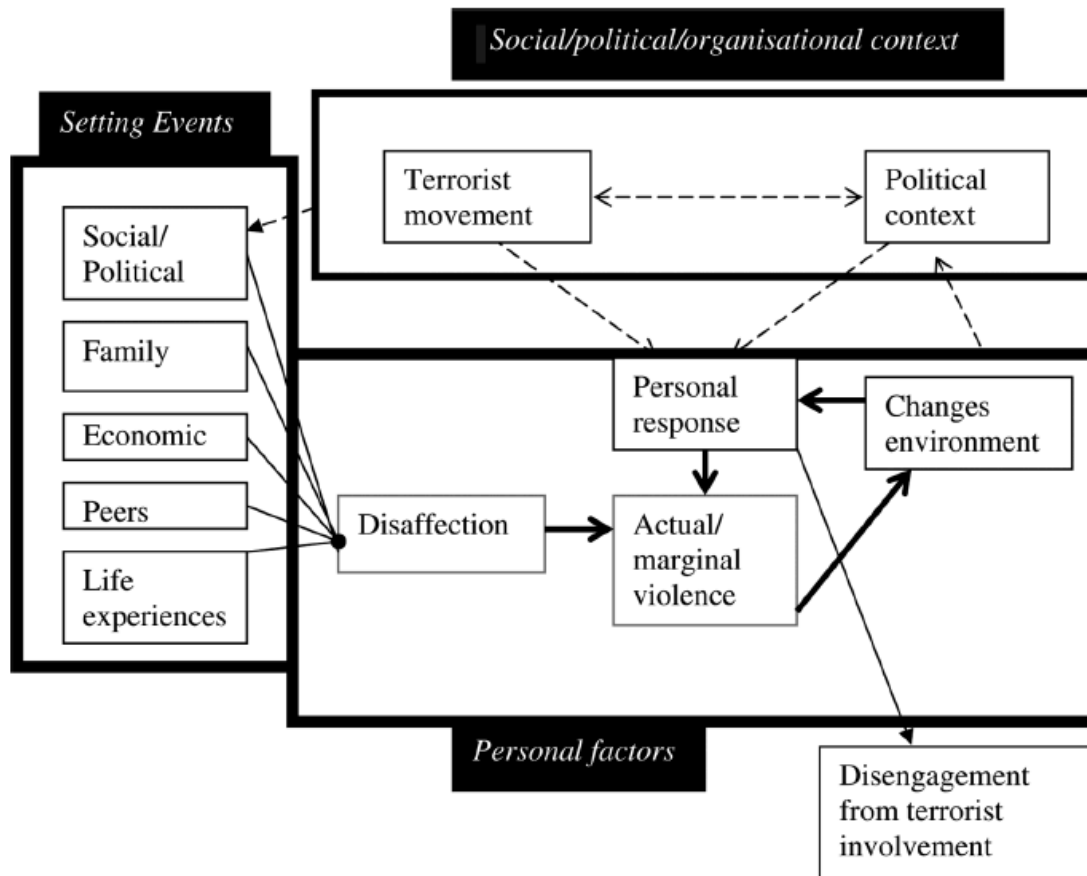 Social/political/organisational context
Setting Events
Terrorist
movement
Political
context
Social/
Political
Family
Economic
Peers
Life
experiences
Personal
response
Changes
environment
Disaffection
Actual/
marginal
violence
Personal factors
Disengagement
from terrorist
involvement